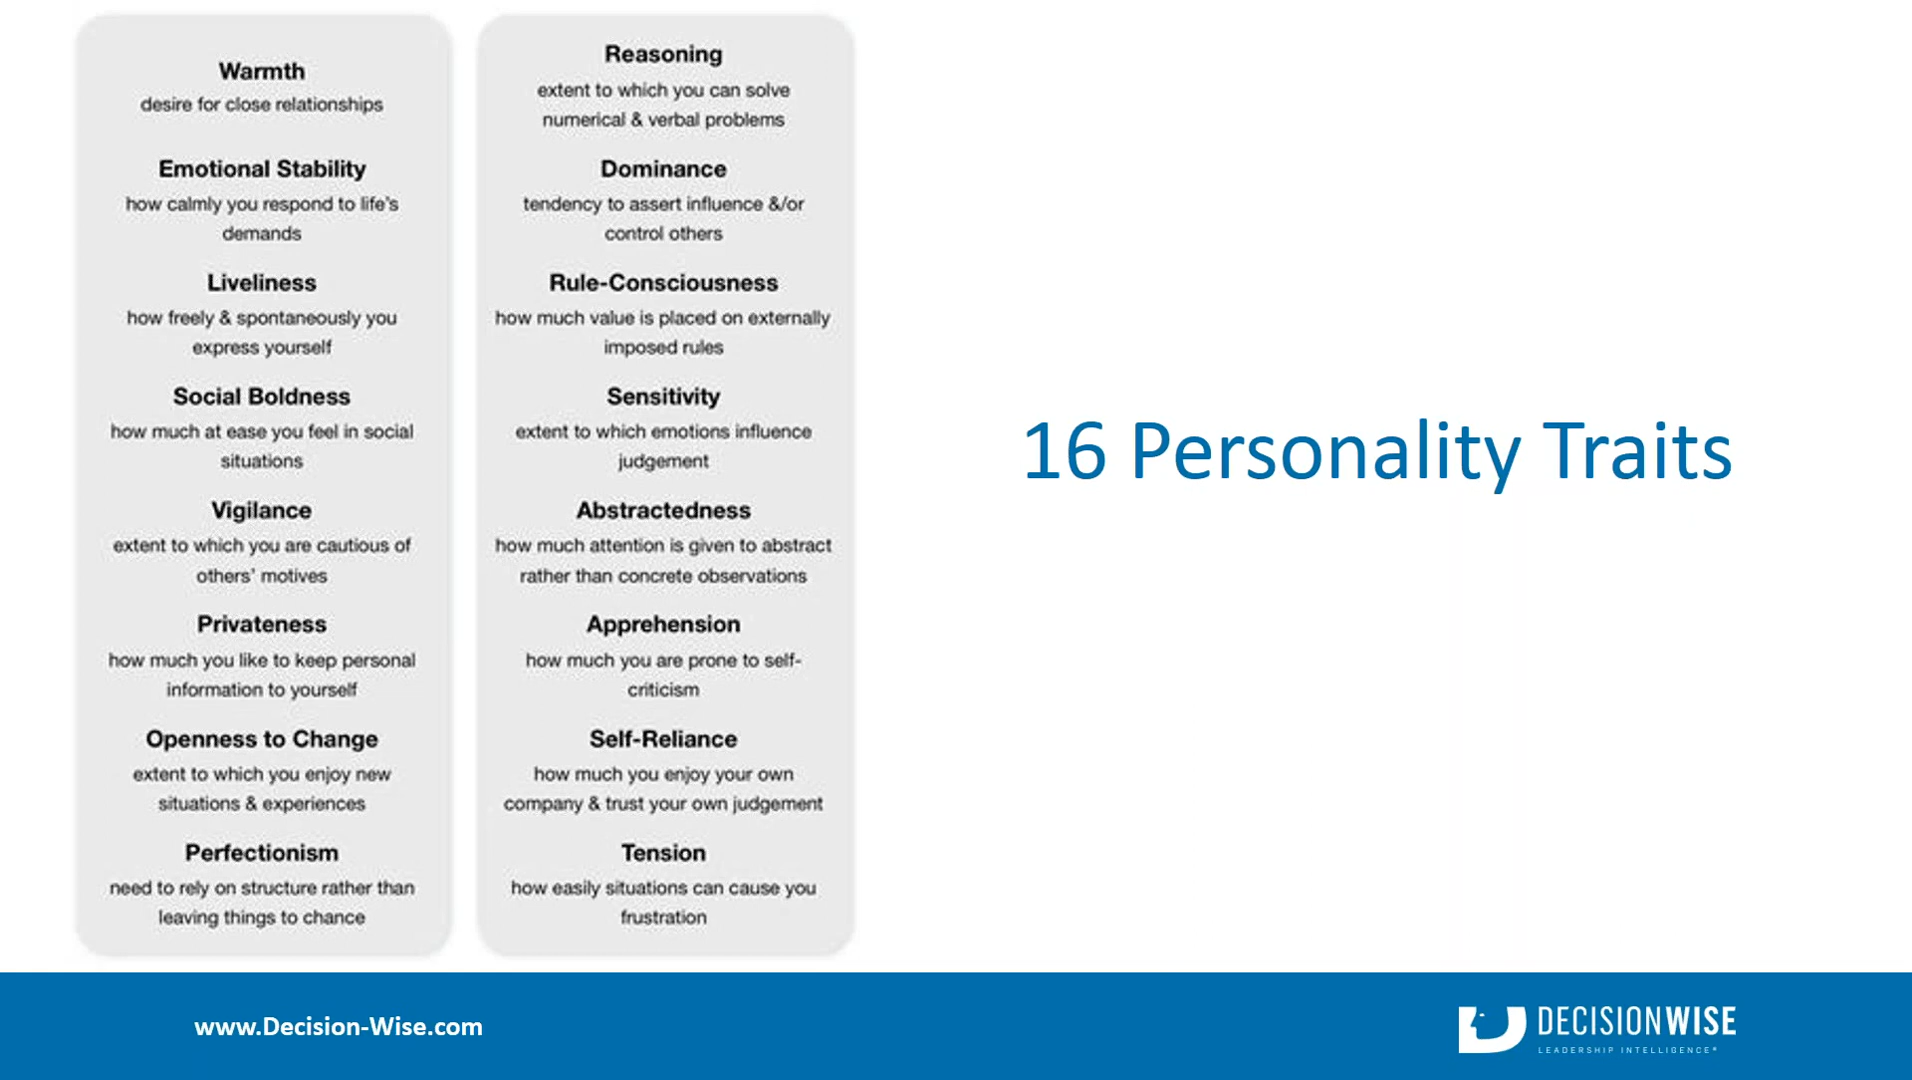 Warmth
desire for close relationships
Emotional Stability
how calmly you respond to life's
demands
Liveliness
how freely & spontaneously you
express yourself
Social Boldness
how much at ease you feel in social
situations
Vigilance
extent to which you are cautious of
others' motives
Privateness
how much you like to keep personal
information to yourself
Openness to Change
extent to which you enjoy new
situations & experiences
Perfectionism
need to rely on structure rather than
leaving things to chance
Reasoning
extent to which you can solve
numerical & verbal problems
Dominance
tendency to assert influence &/or
control others
Rule-Consciousness
how much value is placed on externally
imposed rules
Sensitivity
extent to which emotions influence
judgement
Abstractedness
how much attention is given to abstract
rather than concrete observations
Apprehension
how much you are prone to self-
criticism
Self-Reliance
how much you enjoy your own
company & trust your own judgement
Tension
how easily situations can cause you
frustration
16 Personality Traits
www.Decision-Wise.com
DECISIONWISE
LEADERSHIP INTELLIGENCE®